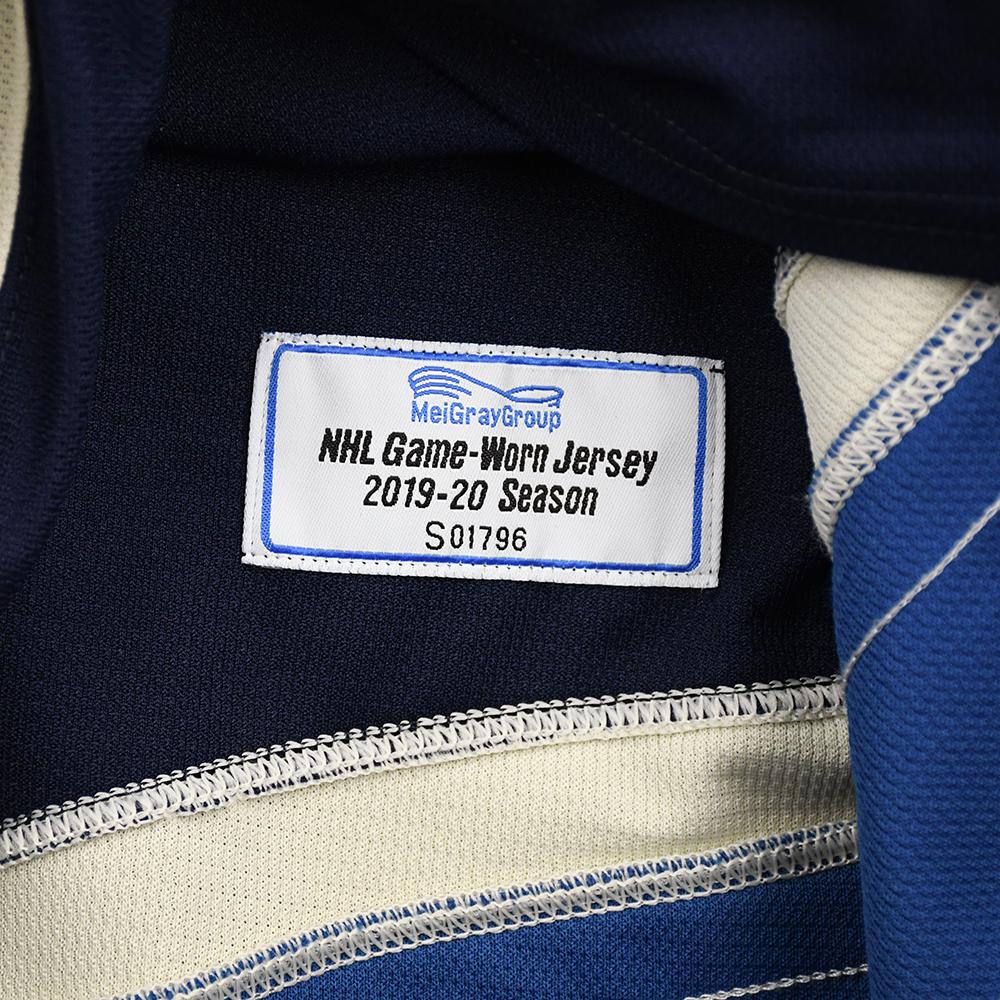 MeiGrayGroup
NHL Game-Worn Jersey
2019-20 Season
S01796